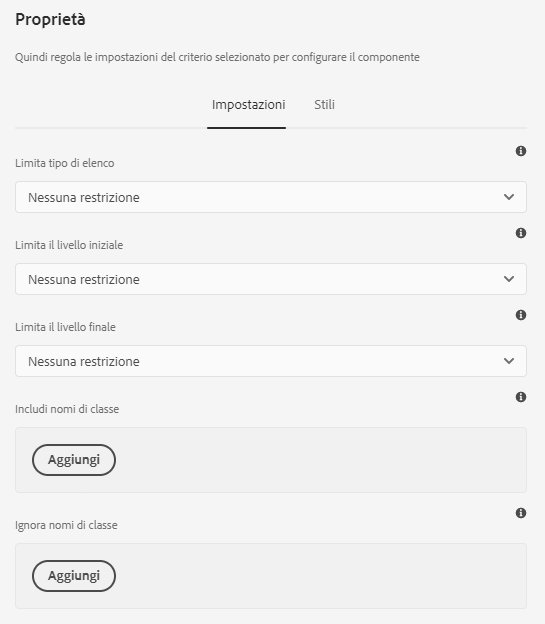 Proprietà
Quindi regola le impostazioni del criterio selezionato per configurare il componente
Impostazioni Stili
Limita tipo di elenco
Nessuna restrizione
Limita il livello iniziale
Nessuna restrizione
Limita il livello finale
Nessuna restrizione
Includi nomi di classe
Aggiungi
Ignora nomi di classe
Aggiungi